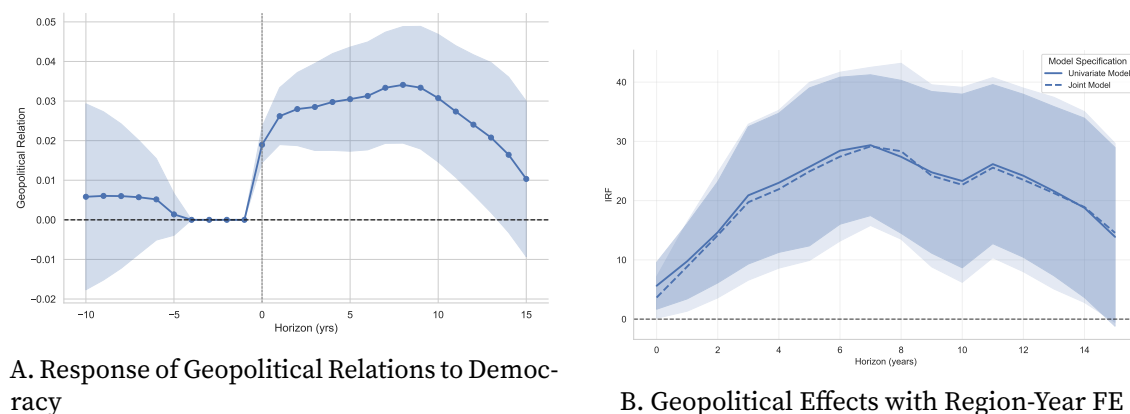 0.05
0.04
0.03
0.02
0.01
0.00
−0.01
−0.02
Geopolitical Relation
−10
−5
0
5
10
15
Horizon (yrs)
A. Response of Geopolitical Relations to Democ-
racy
40
30
20
10
0
IRF
Model Specification
Univariate Model
Joint Model
0
2
4
6
8
10
12
14
Horizon (years)
B. Geopolitical Effects with Region-Year FE